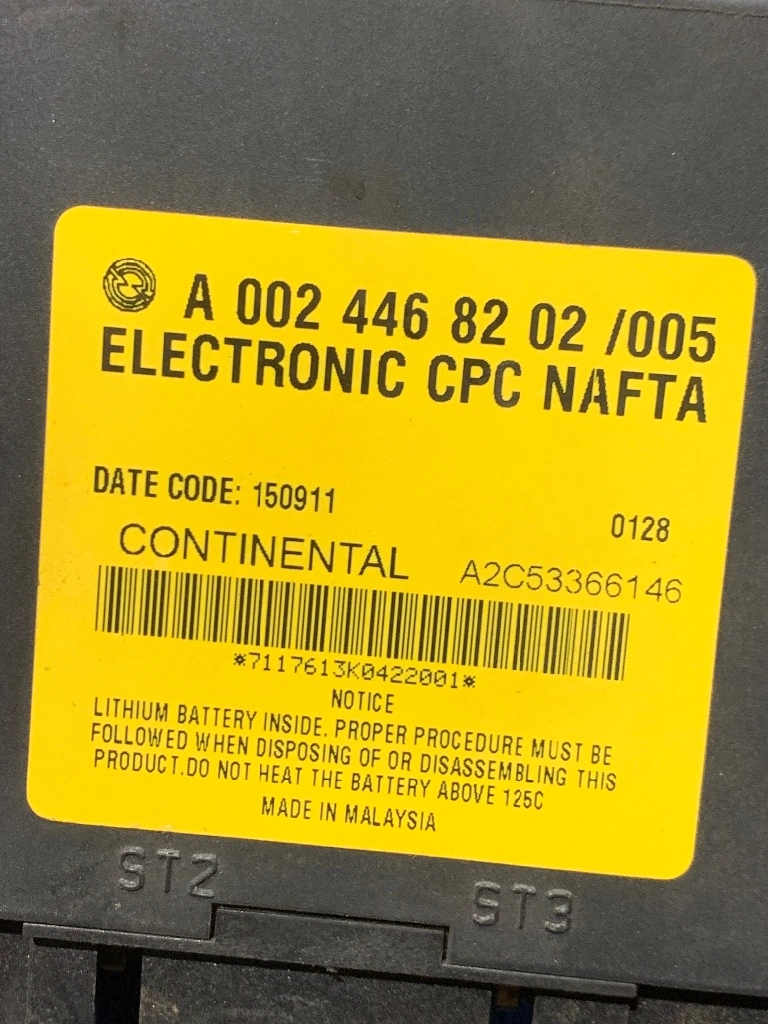 A 002 446 82 02 /005
ELECTRONIC CPC NAFTA
DATE CODE: 150911
0128
CONTINENTAL A2C53366146
*7117613K0422001*
NOTICE
LITHIUM BATTERY INSIDE. PROPER PROCEDURE MUST BE
FOLLOWED WHEN DISPOSING OF OR DISASSEMBLING THIS
PRODUCT.DO NOT HEAT THE BATTERY ABOVE 125C
MADE IN MALAYSIA
ST2 ST3